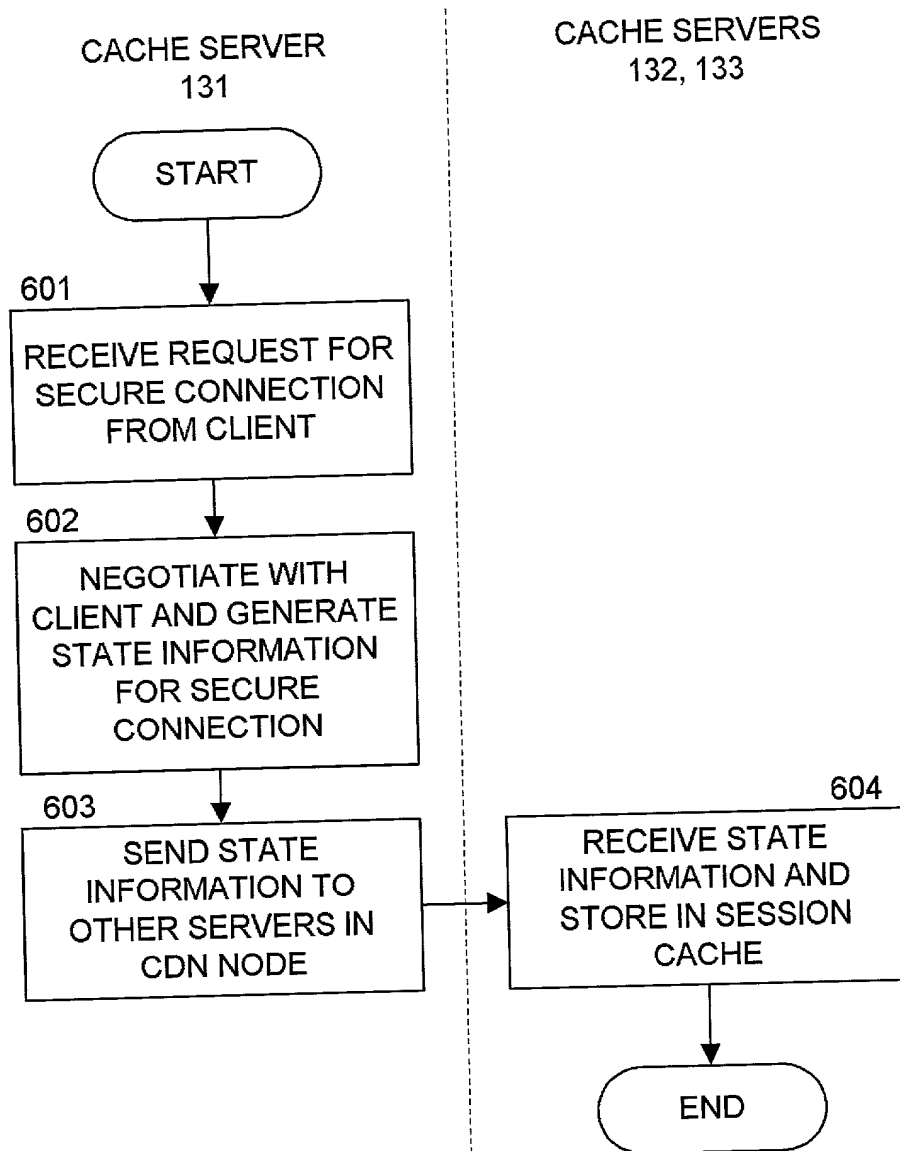 CACHE SERVER
131
CACHE SERVERS
132, 133
START
601
RECEIVE REQUEST FOR
SECURE CONNECTION
FROM CLIENT
602
NEGOTIATE WITH
CLIENT AND GENERATE
STATE INFORMATION
FOR SECURE
CONNECTION
603
SEND STATE
INFORMATION TO
OTHER SERVERS IN
CDN NODE
604
RECEIVE STATE
INFORMATION AND
STORE IN SESSION
CACHE
END